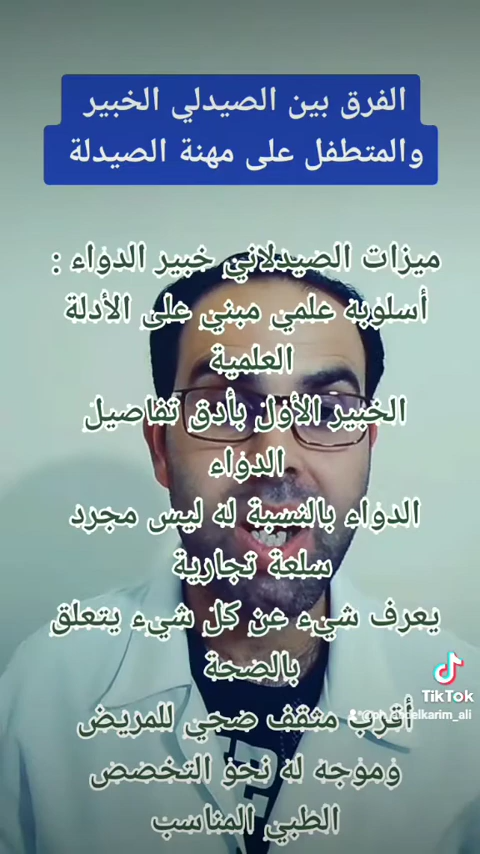 الفرق بين الصيدلي الخبير
والمتطفل على مهنة الصيدلة
ميزات الصيدلاني خبير الدواء :
أسلوبه علمي مبني على الأدلة
العلمية
الخبير الأول بأدق تفاصيل
الدواء
الدواء بالنسبة له ليس مجرد
سلعة تجارية
يعرف شيء عن كل شيء يتعلق
بالصحة
أقرب مثقف صحي للمريض
وموجه له نحو التخصص
الطبي المناسب
TikTok